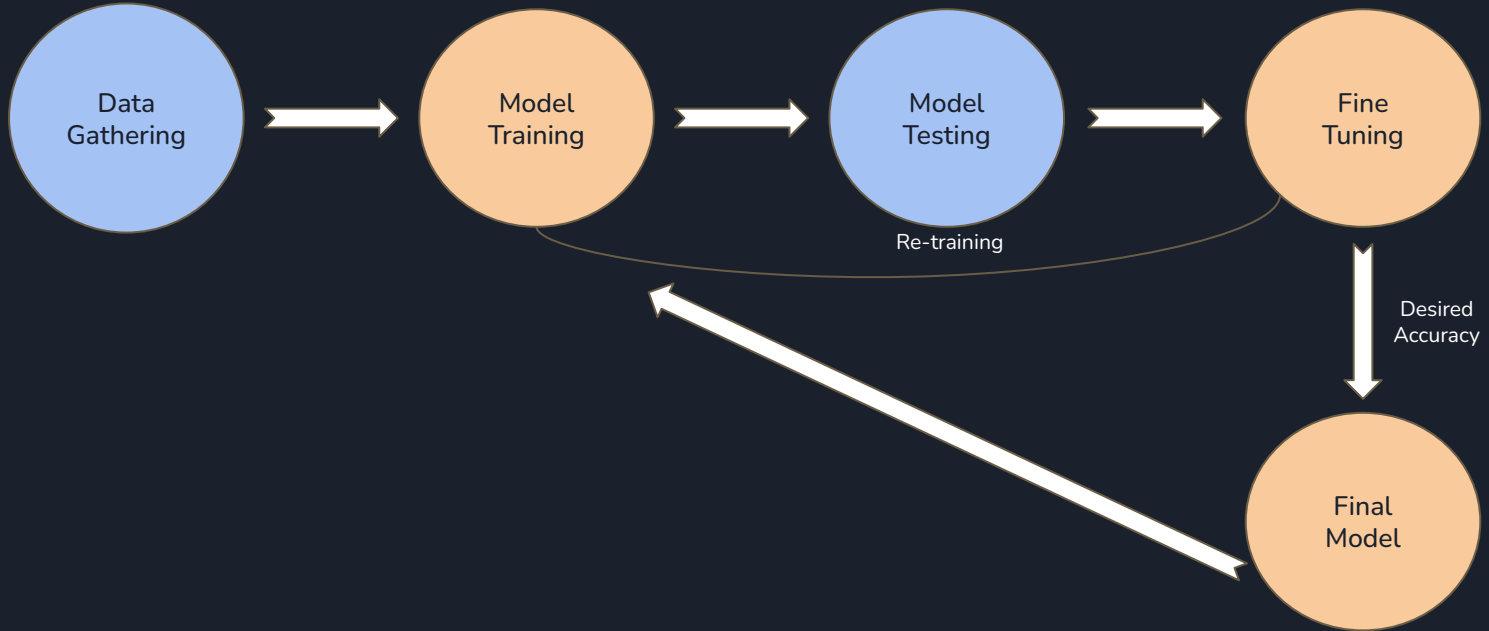 Data
Gathering
Model
Training
Model
Testing
Fine
Tuning
Re-training
Desired
Accuracy
Final
Model